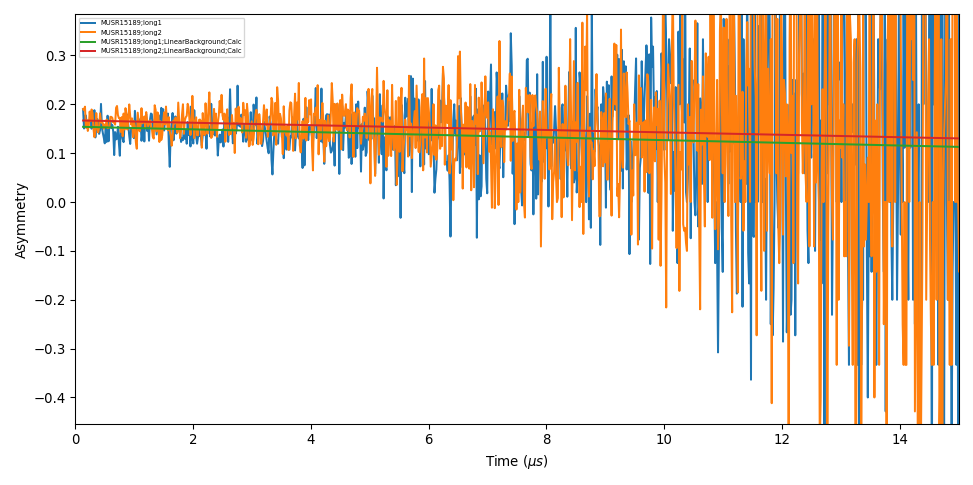 MUSR15189;long1
MUSR15189;long2
MUSR15189;long1;LinearBackground;Calc
MUSR15189;long2;LinearBackground;Calc
0.3
0.2
0.1
0.0
−0.1
−0.2
−0.3
−0.4
Asymmetry
0 2 4 6 8 10 12 14
Time (μs)